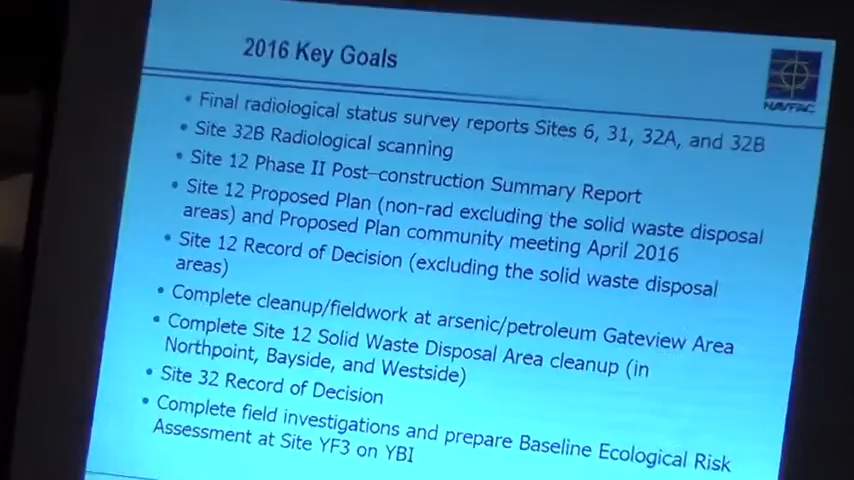 2016 Key Goals
NAVFAC
• Final radiological status survey reports Sites 6, 31, 32A, and 32B
• Site 32B Radiological scanning
• Site 12 Phase II Post-construction Summary Report
• Site 12 Proposed Plan (non-rad excluding the solid waste disposal
areas) and Proposed Plan community meeting April 2016
• Site 12 Record of Decision (excluding the solid waste disposal
areas)
• Complete cleanup/fieldwork at arsenic/petroleum Gateview Area
• Complete Site 12 Solid Waste Disposal Area cleanup (in
Northpoint, Bayside, and Westside)
• Site 32 Record of Decision
• Complete field investigations and prepare Baseline Ecological Risk
Assessment at Site YF3 on YBI